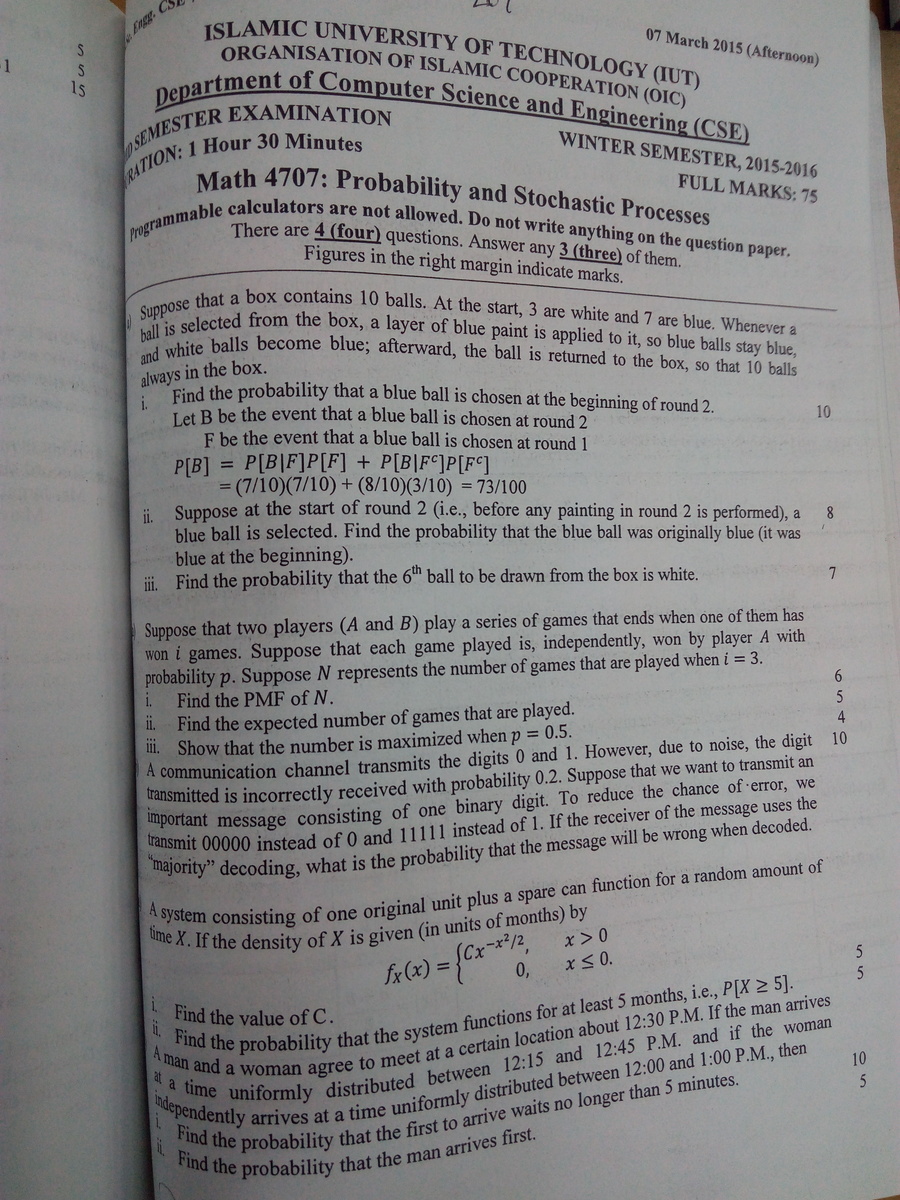 S
1 S
15
Engg. CSE
07 March 2015 (Afternoon)
ISLAMIC UNIVERSITY OF TECHNOLOGY (IUT)
ORGANISATION OF ISLAMIC COOPERATION (OIC)
Department of Computer Science and Engineering (CSE)
SEMESTER EXAMINATION WINTER SEMESTER, 2015-2016
RATION: 1 Hour 30 Minutes FULL MARKS: 75
Math 4707: Probability and Stochastic Processes
Programmable calculators are not allowed. Do not write anything on the question paper.
There are 4 (four) questions. Answer any 3 (three) of them.
Figures in the right margin indicate marks.
Suppose that a box contains 10 balls. At the start, 3 are white and 7 are blue. Whenever a
ball is selected from the box, a layer of blue paint is applied to it, so blue balls stay blue,
and white balls become blue; afterward, the ball is returned to the box, so that 10 balls
always in the box.
i. Find the probability that a blue ball is chosen at the beginning of round 2. 10
Let B be the event that a blue ball is chosen at round 2
F be the event that a blue ball is chosen at round 1
P[B] = P[B|F]P[F] + P[B|Fᶜ]P[Fᶜ]
= (7/10)(7/10) + (8/10)(3/10) = 73/100
ii. Suppose at the start of round 2 (i.e., before any painting in round 2 is performed), a 8
blue ball is selected. Find the probability that the blue ball was originally blue (it was
blue at the beginning).
iii. Find the probability that the 6th ball to be drawn from the box is white. 7
Suppose that two players (A and B) play a series of games that ends when one of them has
won i games. Suppose that each game played is, independently, won by player A with
probability p. Suppose N represents the number of games that are played when i = 3.
i. Find the PMF of N. 6
ii. Find the expected number of games that are played. 5
iii. Show that the number is maximized when p = 0.5. 4
A communication channel transmits the digits 0 and 1. However, due to noise, the digit 10
transmitted is incorrectly received with probability 0.2. Suppose that we want to transmit an
important message consisting of one binary digit. To reduce the chance of error, we
transmit 00000 instead of 0 and 11111 instead of 1. If the receiver of the message uses the
"majority" decoding, what is the probability that the message will be wrong when decoded.
A system consisting of one original unit plus a spare can function for a random amount of
time X. If the density of X is given (in units of months) by
fX(x) = { Cx^(−x²/2), x > 0
0, x ≤ 0.
i. Find the value of C. 5
ii. Find the probability that the system functions for at least 5 months, i.e., P[X ≥ 5]. 5
A man and a woman agree to meet at a certain location about 12:30 P.M. If the man arrives
at a time uniformly distributed between 12:15 and 12:45 P.M. and if the woman
independently arrives at a time uniformly distributed between 12:00 and 1:00 P.M., then
i. Find the probability that the first to arrive waits no longer than 5 minutes. 10
ii. Find the probability that the man arrives first. 5